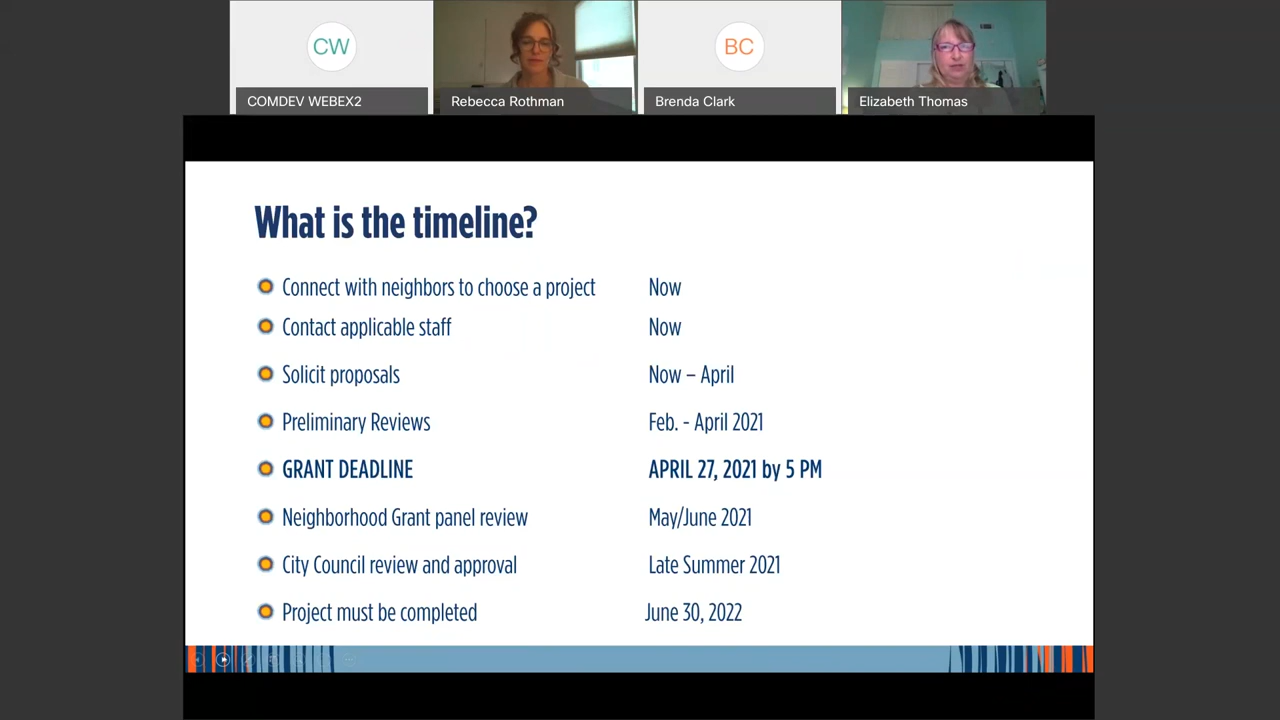 CW
BC
COMDEV WEBEX2
Rebecca Rothman
Brenda Clark
Elizabeth Thomas
What is the timeline?
Connect with neighbors to choose a project Now
Contact applicable staff Now
Solicit proposals Now – April
Preliminary Reviews Feb. - April 2021
GRANT DEADLINE APRIL 27, 2021 by 5 PM
Neighborhood Grant panel review May/June 2021
City Council review and approval Late Summer 2021
Project must be completed June 30, 2022